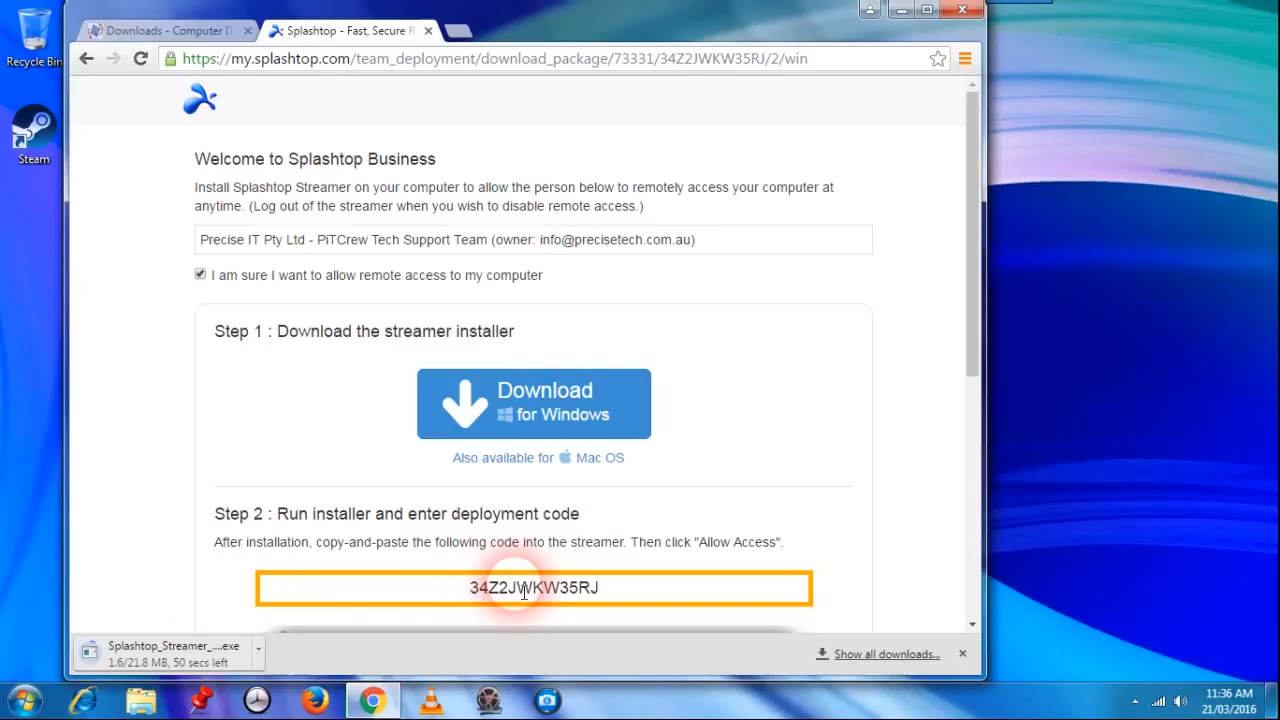 Downloads - Computer IT
Splashtop - Fast, Secure R
https://my.splashtop.com/team_deployment/download_package/73331/34Z2JWKW35RJ/2/win
Recycle Bin
Steam
Welcome to Splashtop Business
Install Splashtop Streamer on your computer to allow the person below to remotely access your computer at
anytime. (Log out of the streamer when you wish to disable remote access.)
Precise IT Pty Ltd - PiTCrew Tech Support Team (owner: info@precisetech.com.au)
I am sure I want to allow remote access to my computer
Step 1 : Download the streamer installer
Download
for Windows
Also available for Mac OS
Step 2 : Run installer and enter deployment code
After installation, copy-and-paste the following code into the streamer. Then click "Allow Access".
34Z2JWKW35RJ
Splashtop_Streamer_....exe
1.6/21.8 MB, 50 secs left
Show all downloads...
11:36 AM
21/03/2016